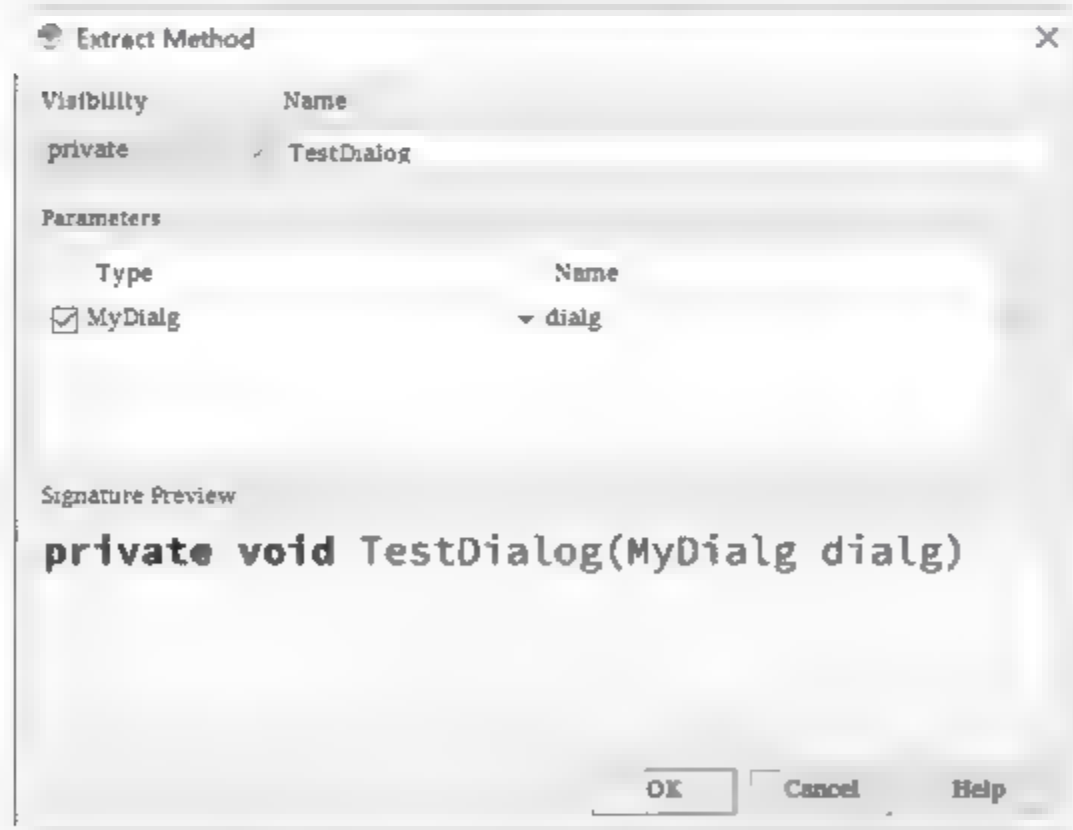 Extract Method
Visibility Name
private TestDialog
Parameters
Type Name
MyDialg dialg
Signature Preview
private void TestDialog(MyDialg dialg)
OK Cancel Help